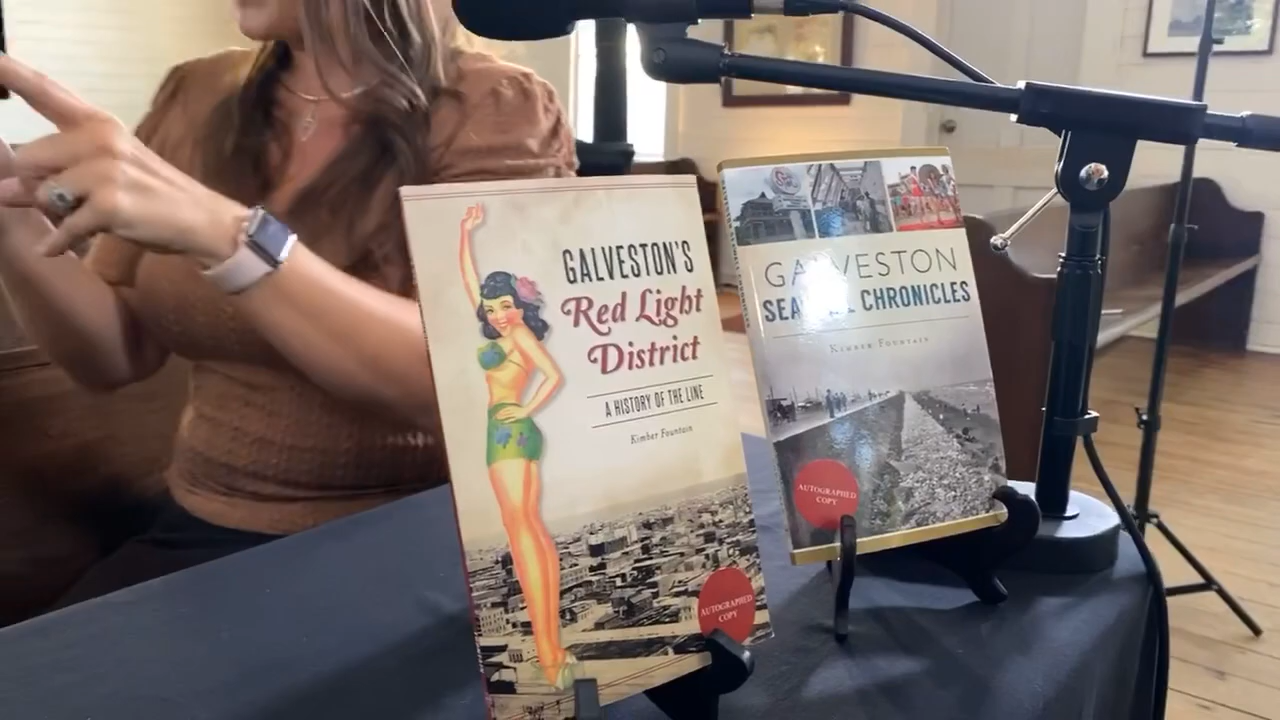 GALVESTON'S
Red Light
District
A HISTORY OF THE LINE
Kimber Fountain
AUTOGRAPHED
COPY
GALVESTON
CHRONICLES
Kimber Fountain
AUTOGRAPHED
COPY